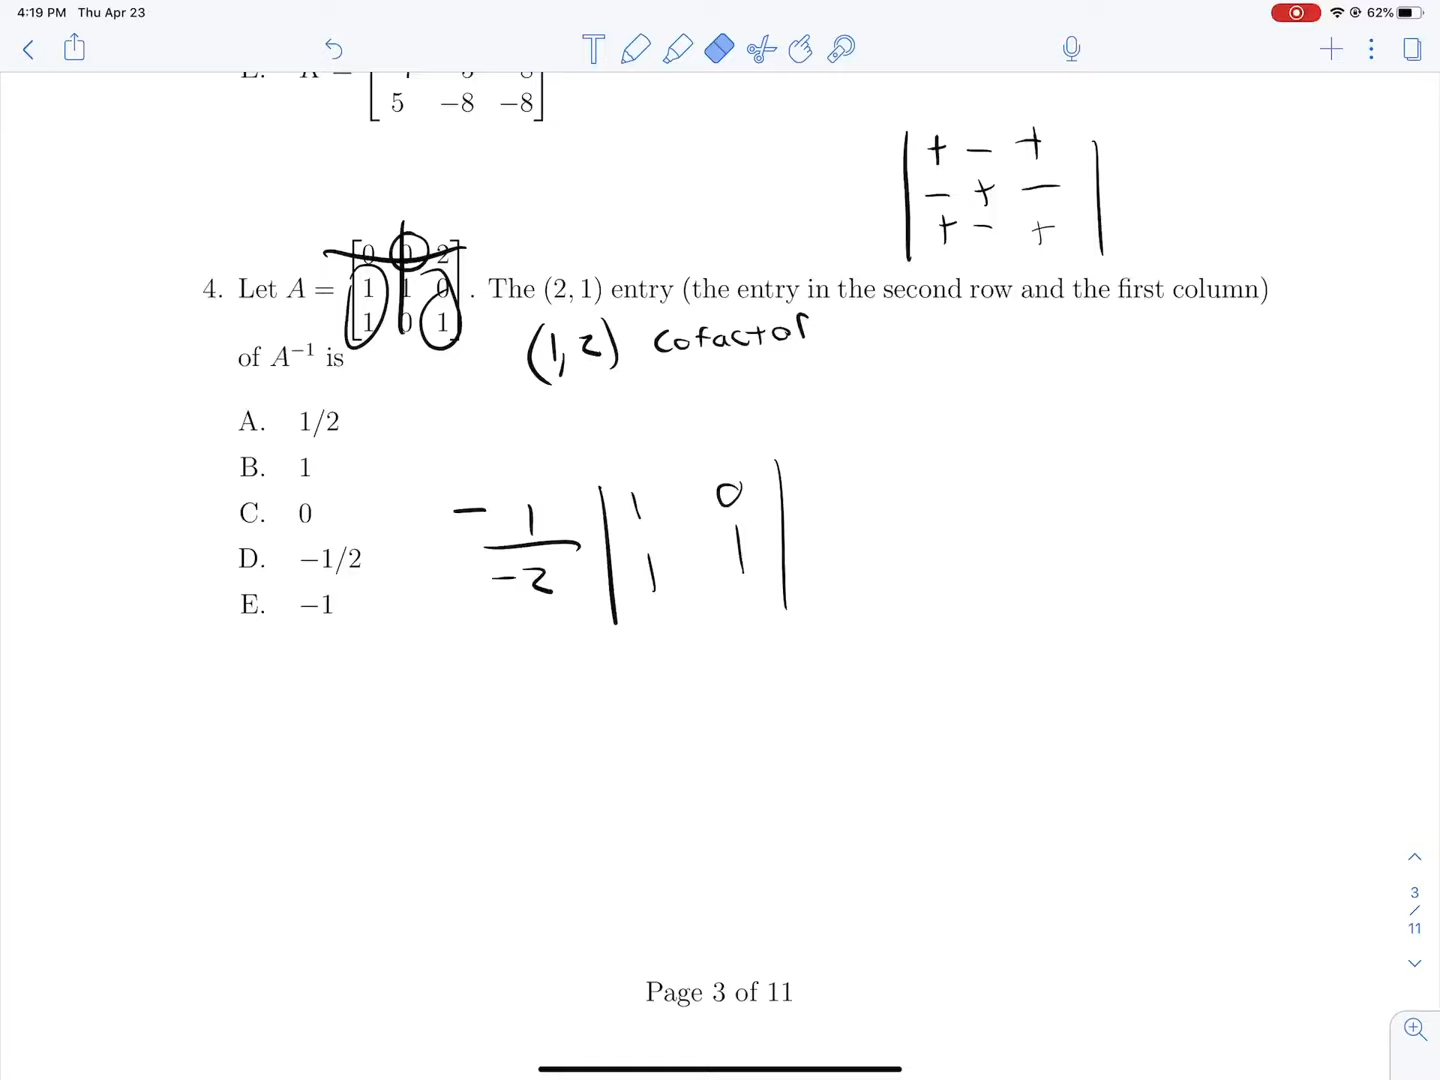 4:19 PM Thu Apr 23
62%
5 −8 −8
+ − +
− + −
+ − +
4. Let A = [0 0 2
1 1 0
1 0 1]. The (2, 1) entry (the entry in the second row and the first column)
of A⁻¹ is
(1, 2) cofactor
A. 1/2
B. 1
C. 0
D. −1/2
E. −1
− 1/−2 | 1 0
1 1 |
3
/
11
Page 3 of 11